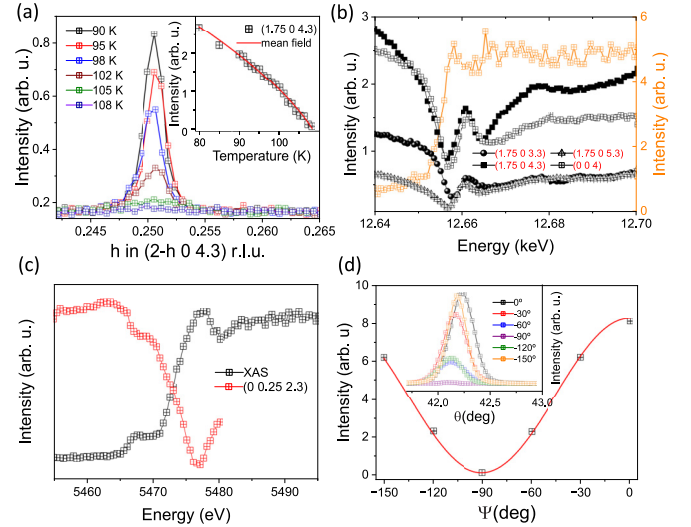 (a)
90 K
95 K
98 K
102 K
105 K
108 K
Intensity (arb. u.)
0.8
0.6
0.4
0.2
0.245
0.250
0.255
0.260
0.265
h in (2-h 0 4.3) r.l.u.
(1.75 0 4.3)
mean field
Intensity (arb. u.)
3
2
1
0
80
90
100
Temperature (K)
(b)
Intensity (arb. u.)
3
2
1
6
5
4
3
2
1
0
Intensity (arb. u.)
(1.75 0 3.3)
(1.75 0 5.3)
(1.75 0 4.3)
(0 0 4)
12.64
12.66
12.68
12.70
Energy (keV)
(c)
Intensity (arb. u.)
XAS
(0 0.25 2.3)
5460
5470
5480
5490
Energy (eV)
(d)
Intensity (arb. u)
10
8
6
4
2
0
0º
-30º
-60º
-90º
-120º
-150º
Intensity (arb. u.)
42.0
42.5
43.0
θ(deg)
−150
−120
−90
−60
−30
0
Ψ(deg)